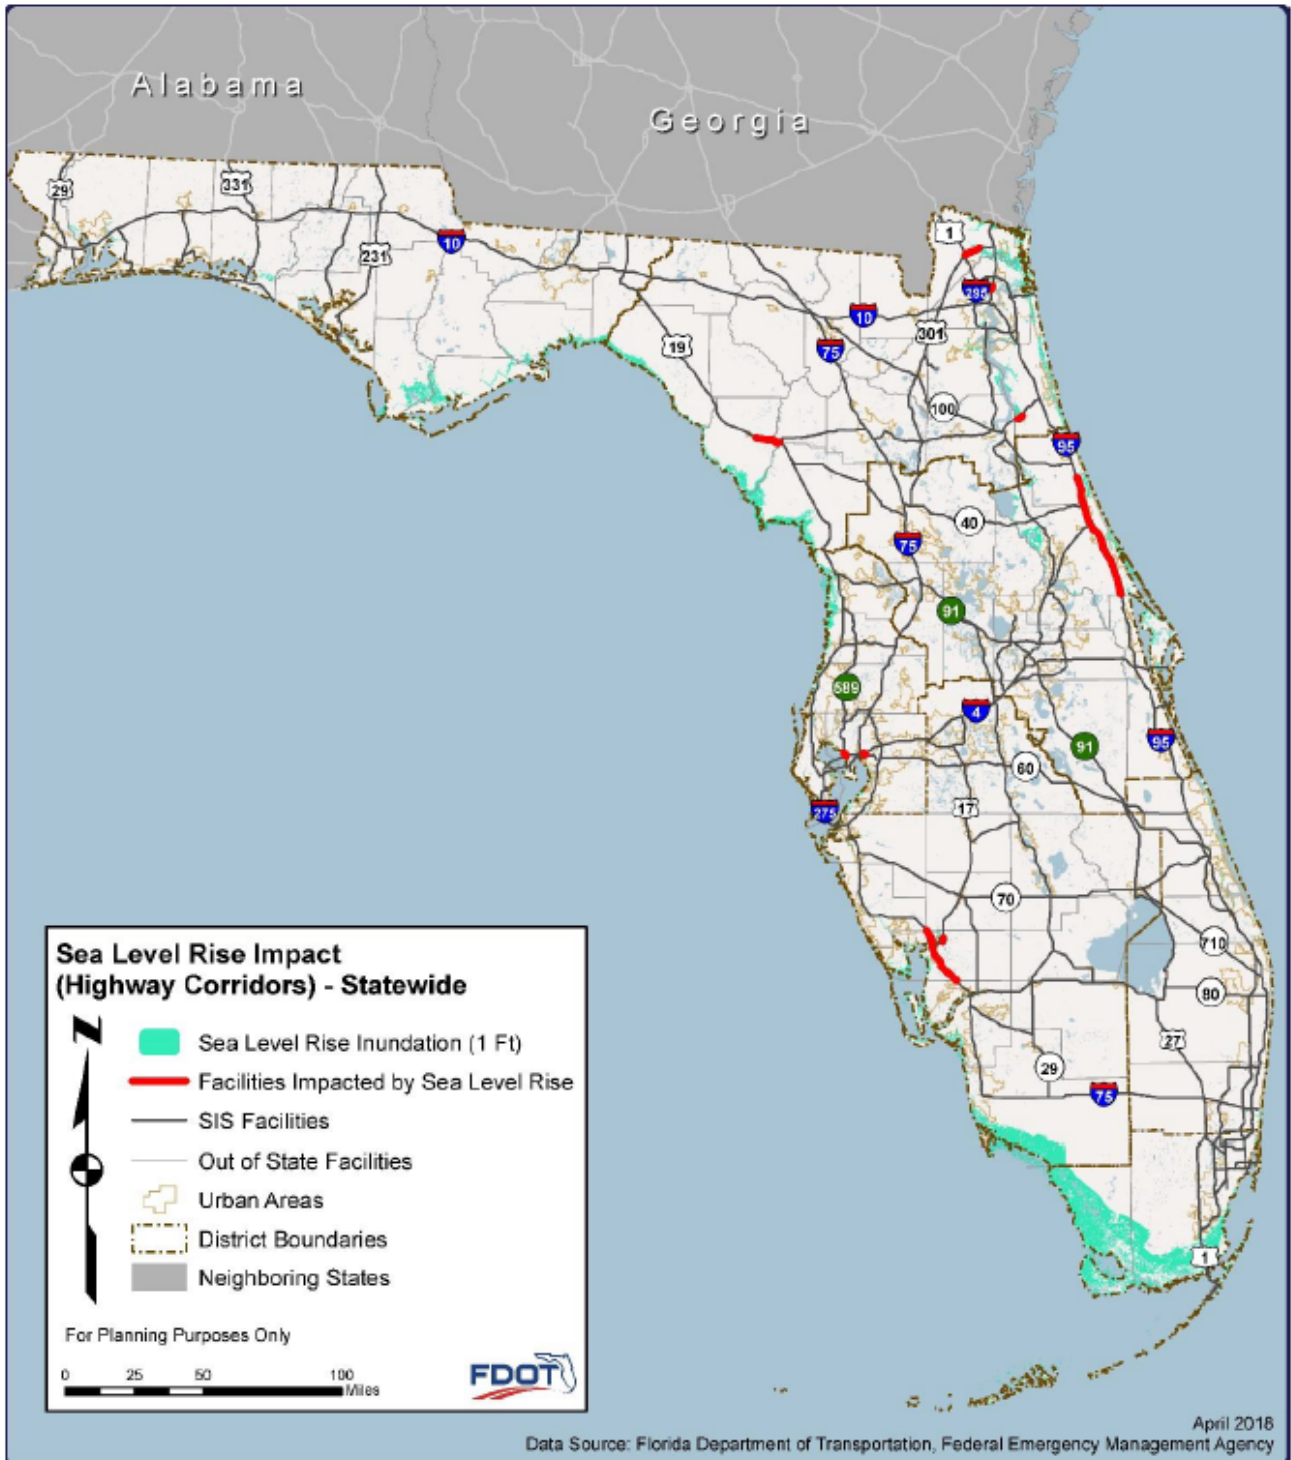 Alabama
Georgia
29
331
231
10
1
295
10
301
19
75
100
95
40
75
91
589
4
91
95
60
275
17
70
710
80
27
29
75
1
Sea Level Rise Impact
(Highway Corridors) - Statewide
N
Sea Level Rise Inundation (1 Ft)
Facilities Impacted by Sea Level Rise
SIS Facilities
Out of State Facilities
Urban Areas
District Boundaries
Neighboring States
For Planning Purposes Only
0 25 50 100
Miles
FDOT
April 2018
Data Source: Florida Department of Transportation, Federal Emergency Management Agency